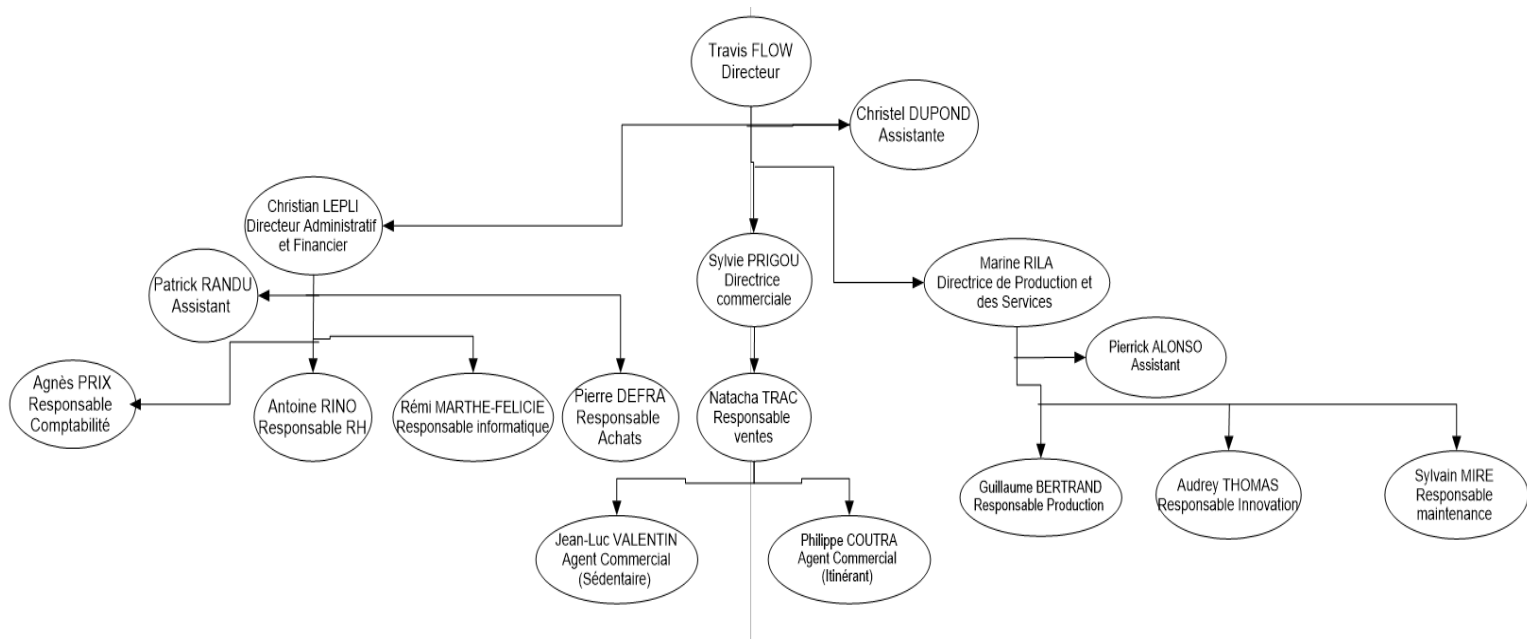 Travis FLOW
Directeur
Christel DUPOND
Assistante
Christian LEPLI
Directeur Administratif
et Financier
Sylvie PRIGOU
Directrice
commerciale
Marine RILA
Directrice de Production et
des Services
Patrick RANDU
Assistant
Pierrick ALONSO
Assistant
Agnès PRIX
Responsable
Comptabilité
Antoine RINO
Responsable RH
Rémi MARTHE-FELICIE
Responsable informatique
Pierre DEFRA
Responsable
Achats
Natacha TRAC
Responsable
ventes
Guillaume BERTRAND
Responsable Production
Audrey THOMAS
Responsable Innovation
Sylvain MIRE
Responsable
maintenance
Jean-Luc VALENTIN
Agent Commercial
(Sédentaire)
Philippe COUTRA
Agent Commercial
(Itinérant)